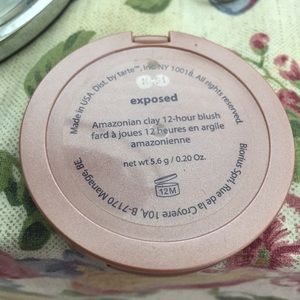 Made in USA. Dist. by tarte™, Inc. NY 10018. All rights reserved.
exposed
Amazonian clay 12-hour blush
fard à joues 12 heures en argile
amazonienne
net wt 5.6 g / 0.20 Oz.
12M
Biorius Sprl, Rue de la Croyere 10A, B-7170 Manage, BE